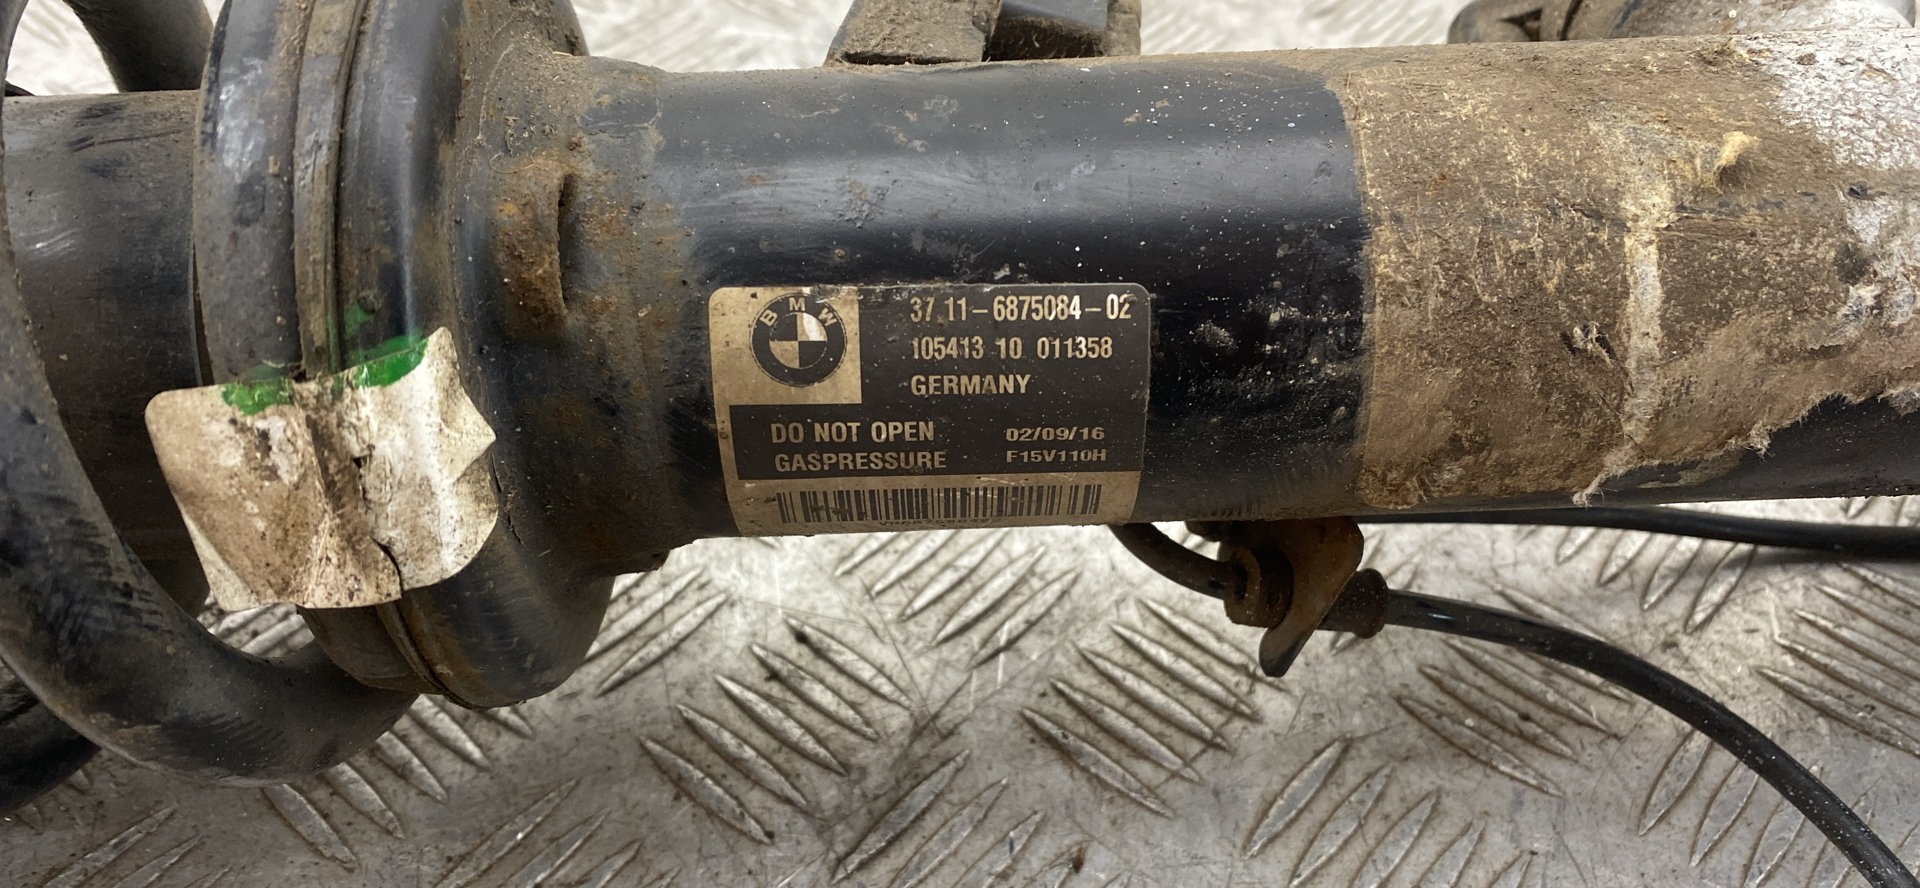 BMW
37.11-6875084-02
105413 10 011358
GERMANY
DO NOT OPEN 02/09/16
GASPRESSURE F15V110H